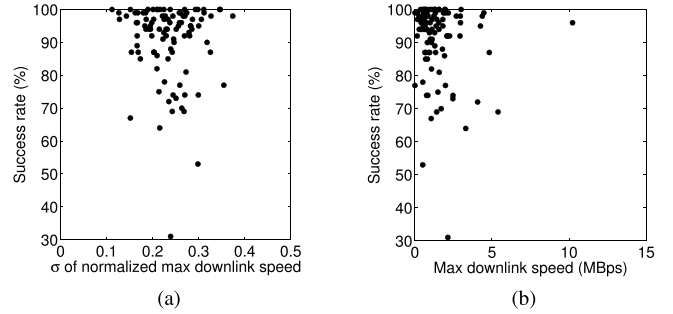 Success rate (%)
100
90
80
70
60
50
40
30
0 0.1 0.2 0.3 0.4 0.5
σ of normalized max downlink speed
(a)
Success rate (%)
100
90
80
70
60
50
40
30
0 5 10 15
Max downlink speed (MBps)
(b)